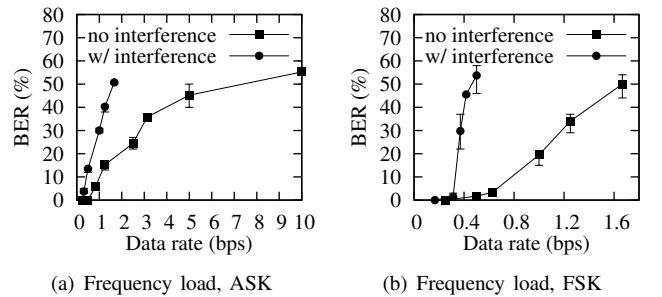 80
70
60
50
40
30
20
10
0
BER (%)
no interference
w/ interference
0 1 2 3 4 5 6 7 8 9 10
Data rate (bps)
(a) Frequency load, ASK
80
70
60
50
40
30
20
10
0
BER (%)
no interference
w/ interference
0 0.4 0.8 1.2 1.6
Data rate (bps)
(b) Frequency load, FSK